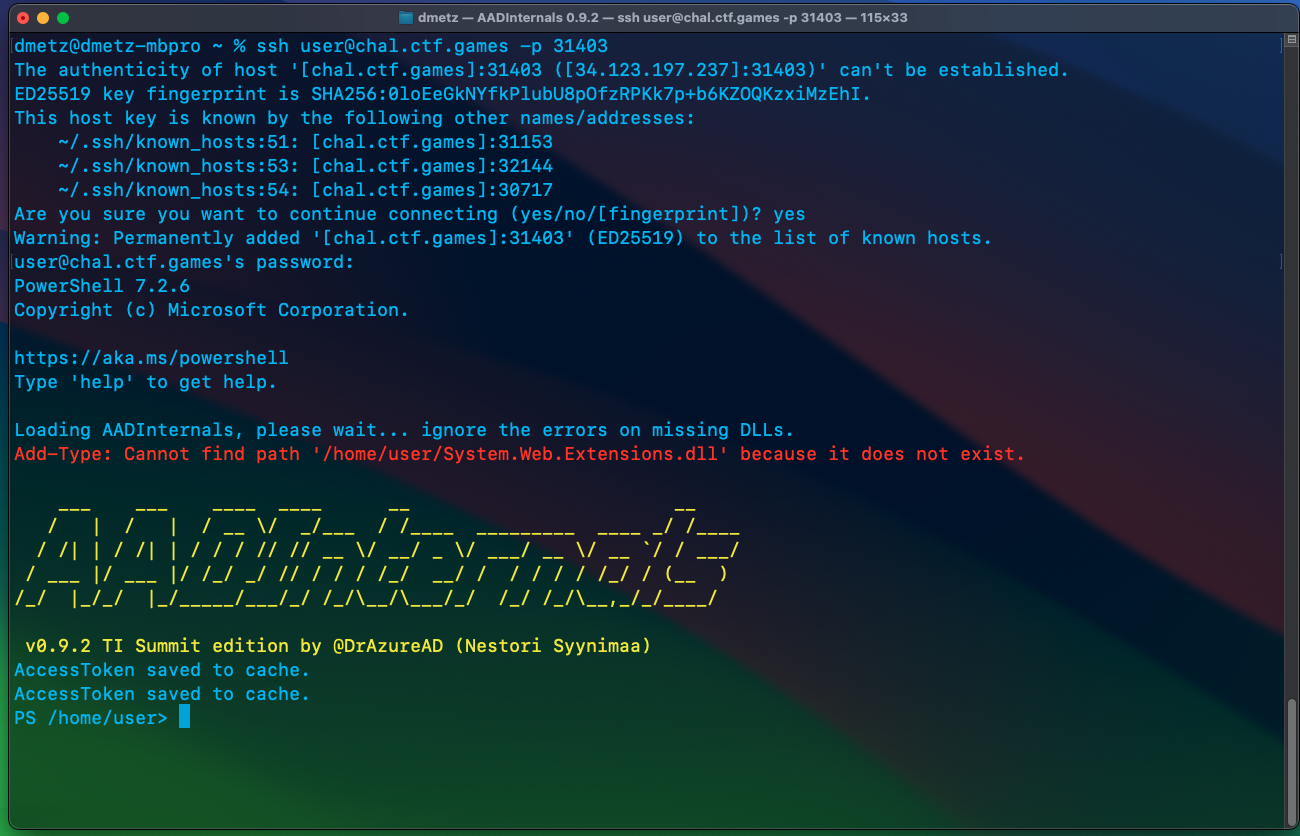 dmetz — AADInternals 0.9.2 — ssh user@chal.ctf.games -p 31403 — 115×33
dmetz@dmetz-mbpro ~ % ssh user@chal.ctf.games -p 31403
The authenticity of host '[chal.ctf.games]:31403 ([34.123.197.237]:31403)' can't be established.
ED25519 key fingerprint is SHA256:0loEeGkNYfkPlubU8pOfzRPKk7p+b6KZOQKzxiMzEhI.
This host key is known by the following other names/addresses:
    ~/.ssh/known_hosts:51: [chal.ctf.games]:31153
    ~/.ssh/known_hosts:53: [chal.ctf.games]:32144
    ~/.ssh/known_hosts:54: [chal.ctf.games]:30717
Are you sure you want to continue connecting (yes/no/[fingerprint])? yes
Warning: Permanently added '[chal.ctf.games]:31403' (ED25519) to the list of known hosts.
user@chal.ctf.games's password:
PowerShell 7.2.6
Copyright (c) Microsoft Corporation.
https://aka.ms/powershell
Type 'help' to get help.
Loading AADInternals, please wait... ignore the errors on missing DLLs.
Add-Type: Cannot find path '/home/user/System.Web.Extensions.dll' because it does not exist.
AADInternals
v0.9.2 TI Summit edition by @DrAzureAD (Nestori Syynimaa)
AccessToken saved to cache.
AccessToken saved to cache.
PS /home/user>